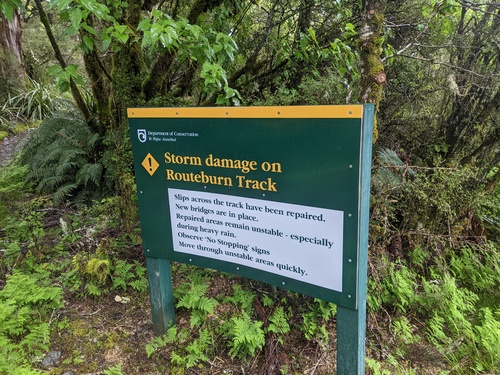 Department of Conservation
Te Papa Atawhai
Storm damage on
Routeburn Track
Slips across the track have been repaired.
New bridges are in place.
Repaired areas remain unstable - especially
during heavy rain.
Observe 'No Stopping' signs
Move through unstable areas quickly.